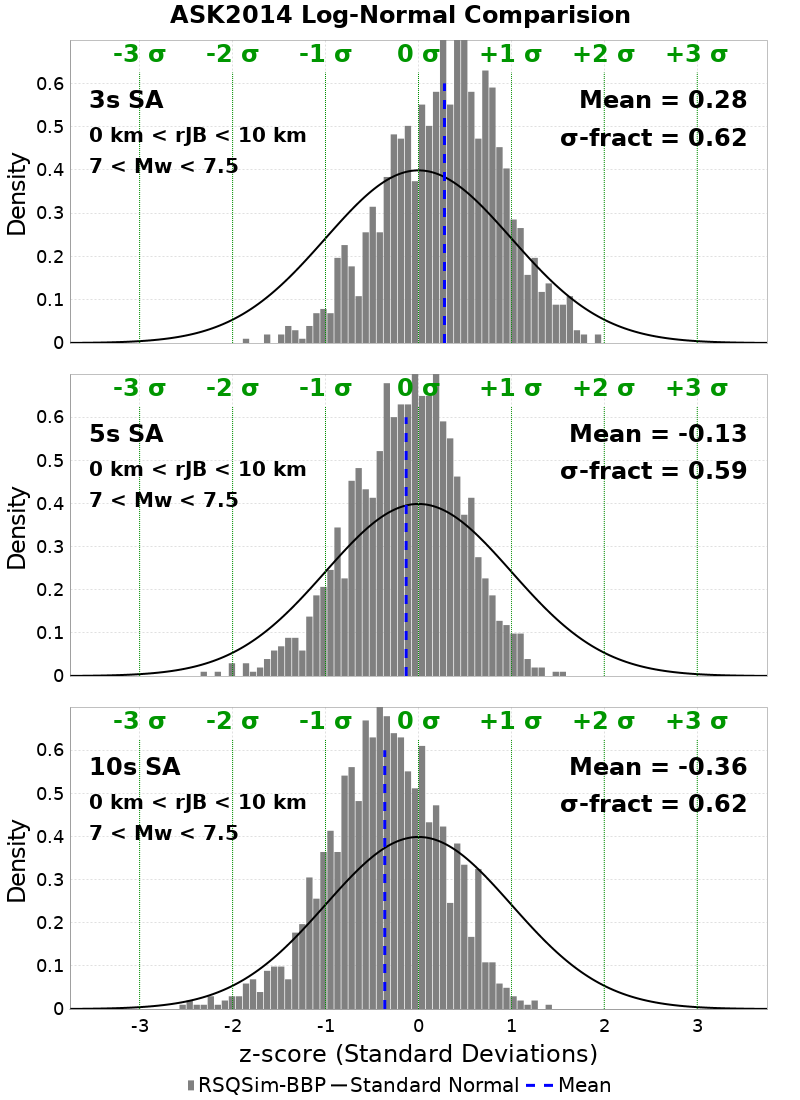 ASK2014 Log-Normal Comparision
-3 σ -2 σ -1 σ 0 σ +1 σ +2 σ +3 σ
0.6
3s SA Mean = 0.28
0.5
0 km < rJB < 10 km σ-fract = 0.62
7 < Mw < 7.5
0.4
0.3
0.2
0.1
0
Density
-3 σ -2 σ -1 σ 0 σ +1 σ +2 σ +3 σ
0.6
5s SA Mean = -0.13
0.5
0 km < rJB < 10 km σ-fract = 0.59
7 < Mw < 7.5
0.4
0.3
0.2
0.1
0
Density
-3 σ -2 σ -1 σ 0 σ +1 σ +2 σ +3 σ
0.6
10s SA Mean = -0.36
0.5
0 km < rJB < 10 km σ-fract = 0.62
7 < Mw < 7.5
0.4
0.3
0.2
0.1
0
Density
-3 -2 -1 0 1 2 3
z-score (Standard Deviations)
RSQSim-BBP Standard Normal Mean